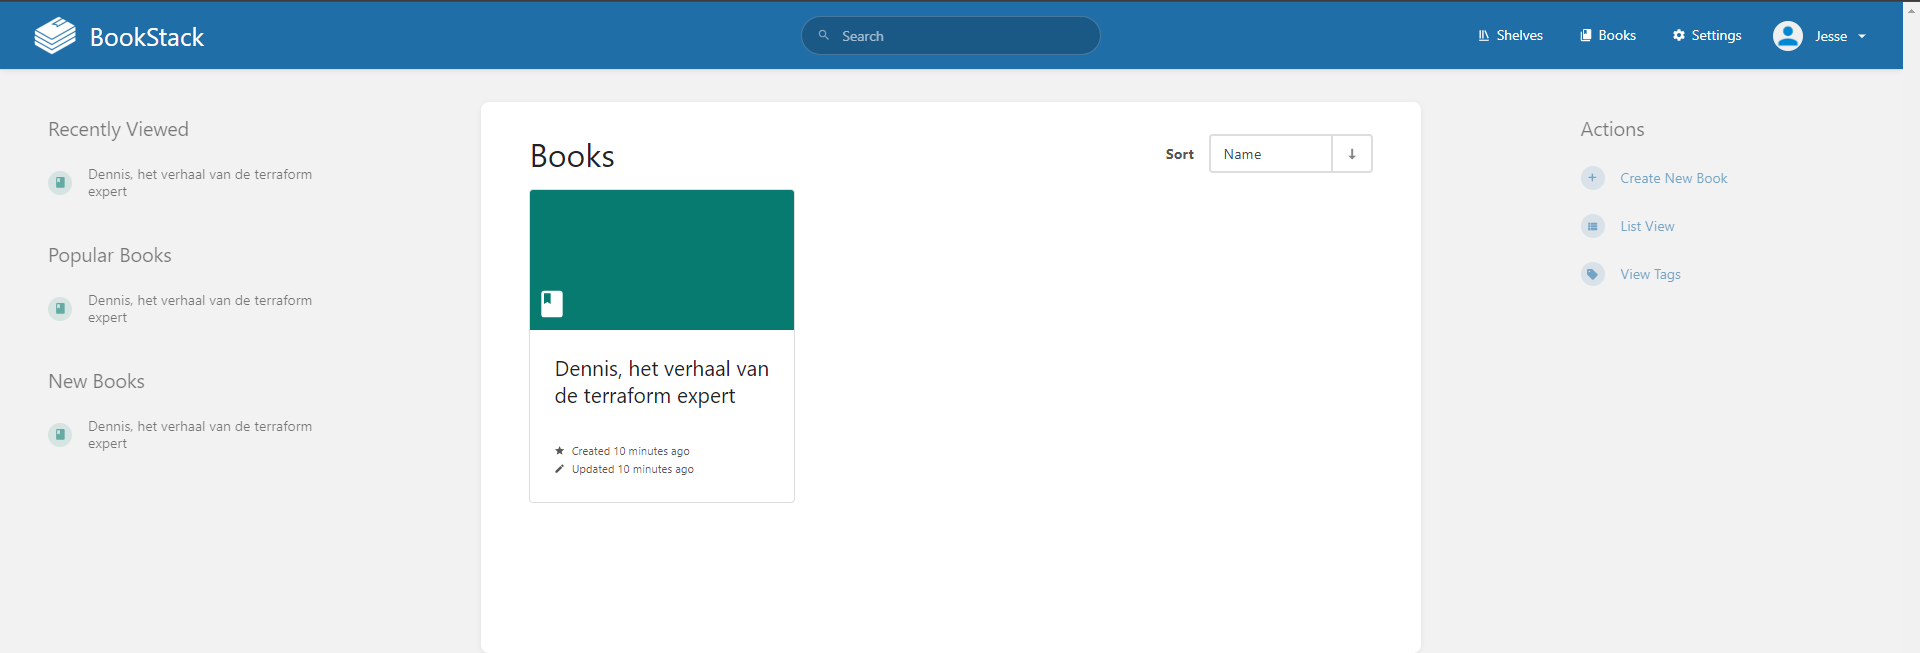 BookStack
Search
Shelves
Books
Settings
Jesse
Recently Viewed
Dennis, het verhaal van de terraform
expert
Popular Books
Dennis, het verhaal van de terraform
expert
New Books
Dennis, het verhaal van de terraform
expert
Books
Sort
Name
Dennis, het verhaal van
de terraform expert
Created 10 minutes ago
Updated 10 minutes ago
Actions
Create New Book
List View
View Tags